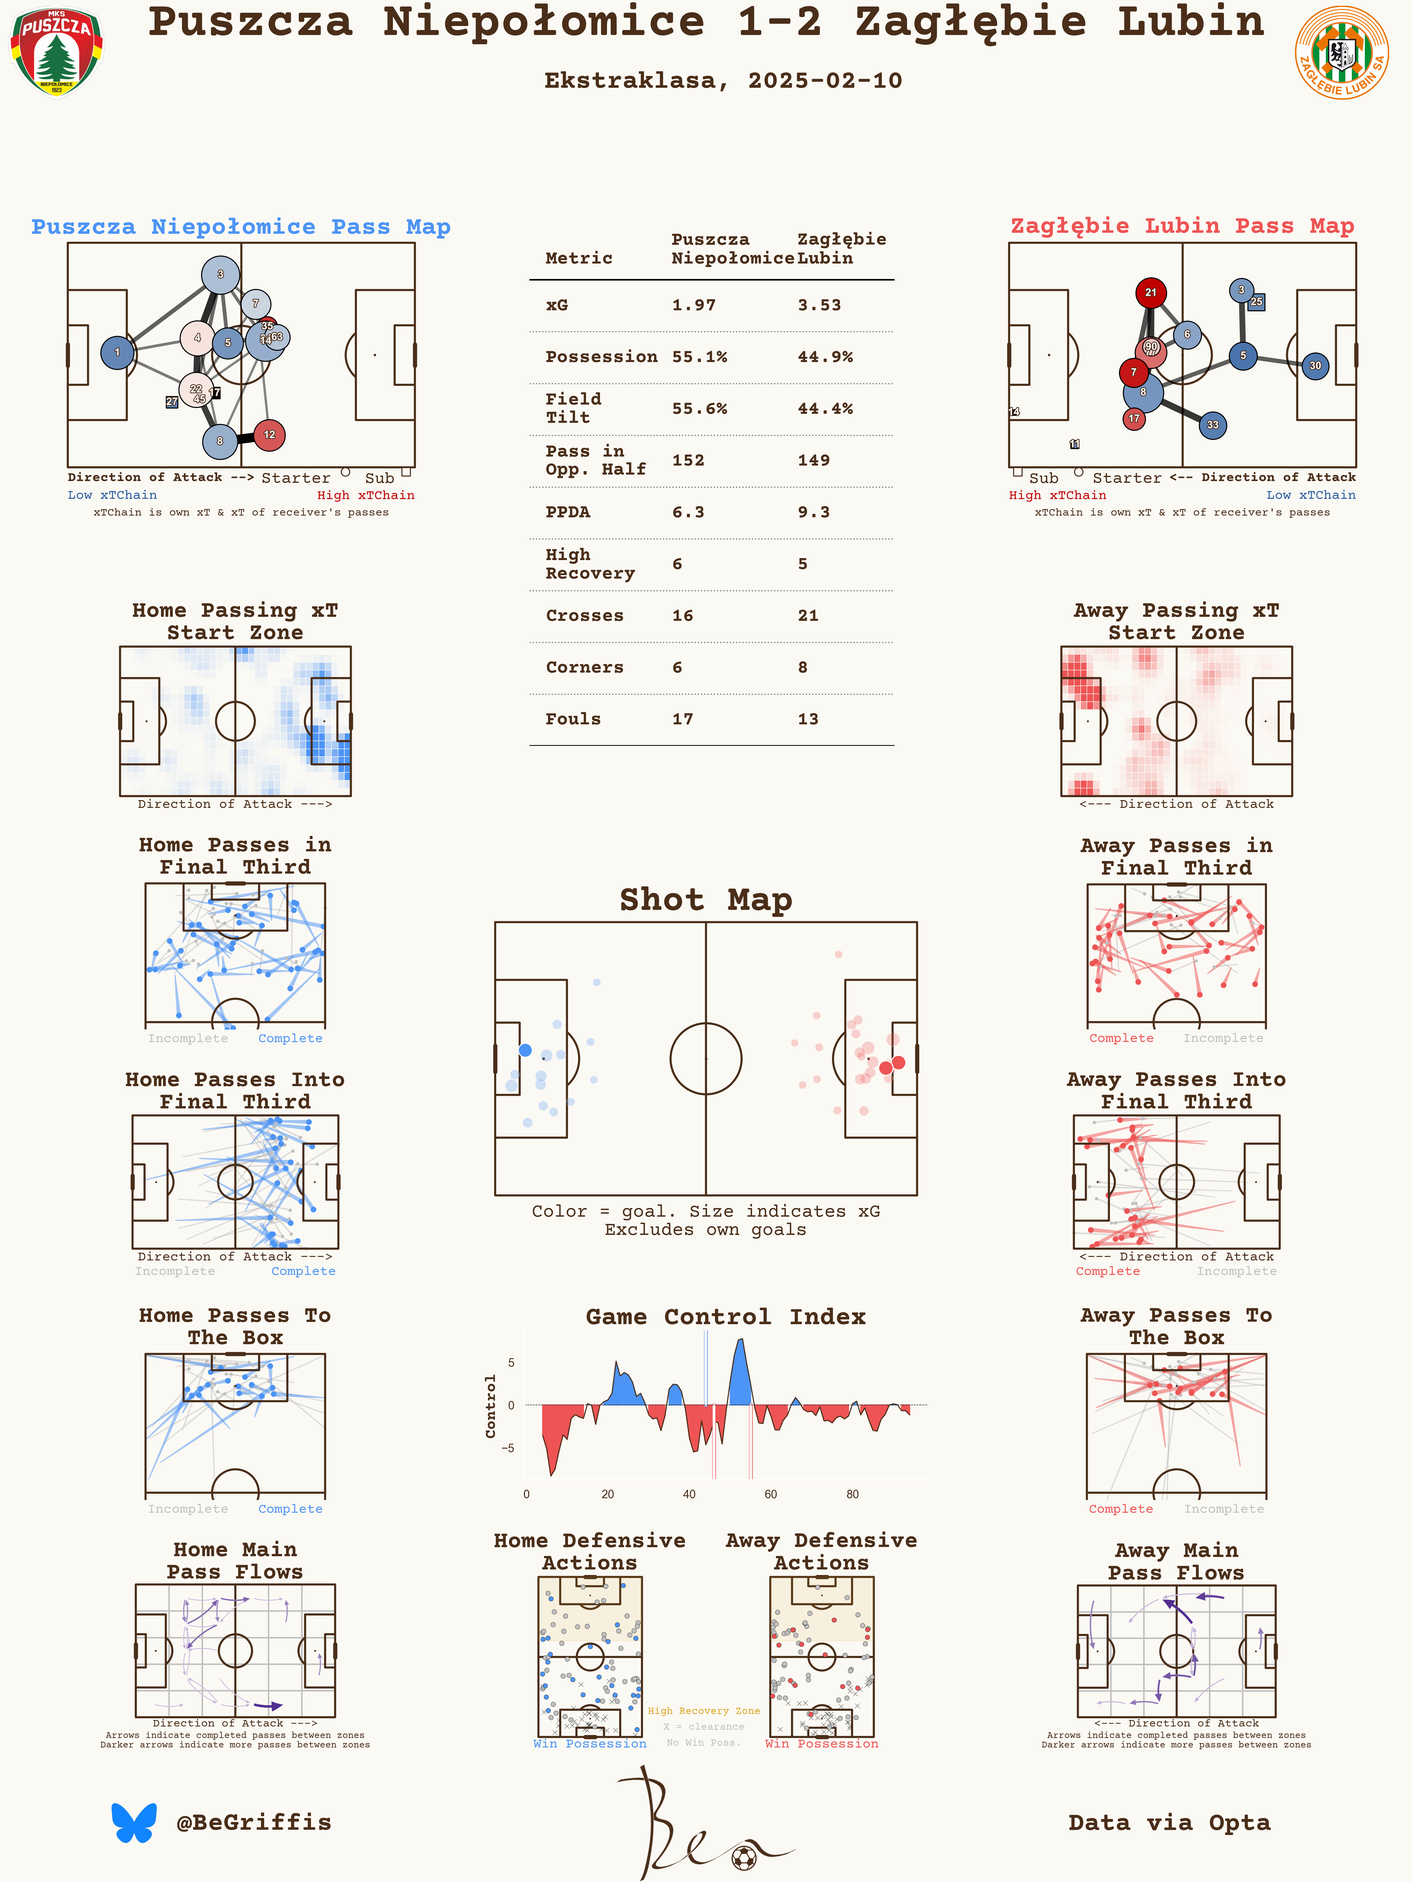 Puszcza Niepołomice 1-2 Zagłębie Lubin
Ekstraklasa, 2025-02-10
MKS
PUSZCZA
NIEPOŁOMICE
1923
ZAGŁĘBIE LUBIN SA
Puszcza Niepołomice Pass Map
3
7
35
4
5
14
63
1
22
45
27
17
8
12
Direction of Attack --> Starter Sub
Low xTChain High xTChain
xTChain is own xT & xT of receiver's passes
Metric Puszcza Niepołomice Zagłębie Lubin
xG 1.97 3.53
Possession 55.1% 44.9%
Field Tilt 55.6% 44.4%
Pass in Opp. Half 152 149
PPDA 6.3 9.3
High Recovery 6 5
Crosses 16 21
Corners 6 8
Fouls 17 13
Zagłębie Lubin Pass Map
21
3
25
6
90
5
30
7
8
14
17
33
11
Sub Starter <-- Direction of Attack
High xTChain Low xTChain
xTChain is own xT & xT of receiver's passes
Home Passing xT
Start Zone
Direction of Attack --->
Away Passing xT
Start Zone
<--- Direction of Attack
Home Passes in
Final Third
Incomplete Complete
Away Passes in
Final Third
Complete Incomplete
Shot Map
Color = goal. Size indicates xG
Excludes own goals
Home Passes Into
Final Third
Direction of Attack --->
Incomplete Complete
Away Passes Into
Final Third
<--- Direction of Attack
Complete Incomplete
Home Passes To
The Box
Incomplete Complete
Game Control Index
Control
5
0
−5
0 20 40 60 80
Away Passes To
The Box
Complete Incomplete
Home Main
Pass Flows
Direction of Attack --->
Arrows indicate completed passes between zones
Darker arrows indicate more passes between zones
Home Defensive
Actions
Win Possession
Away Defensive
Actions
Win Possession
High Recovery Zone
X = clearance
No Win Poss.
Away Main
Pass Flows
<--- Direction of Attack
Arrows indicate completed passes between zones
Darker arrows indicate more passes between zones
@BeGriffis
Ben
Data via Opta